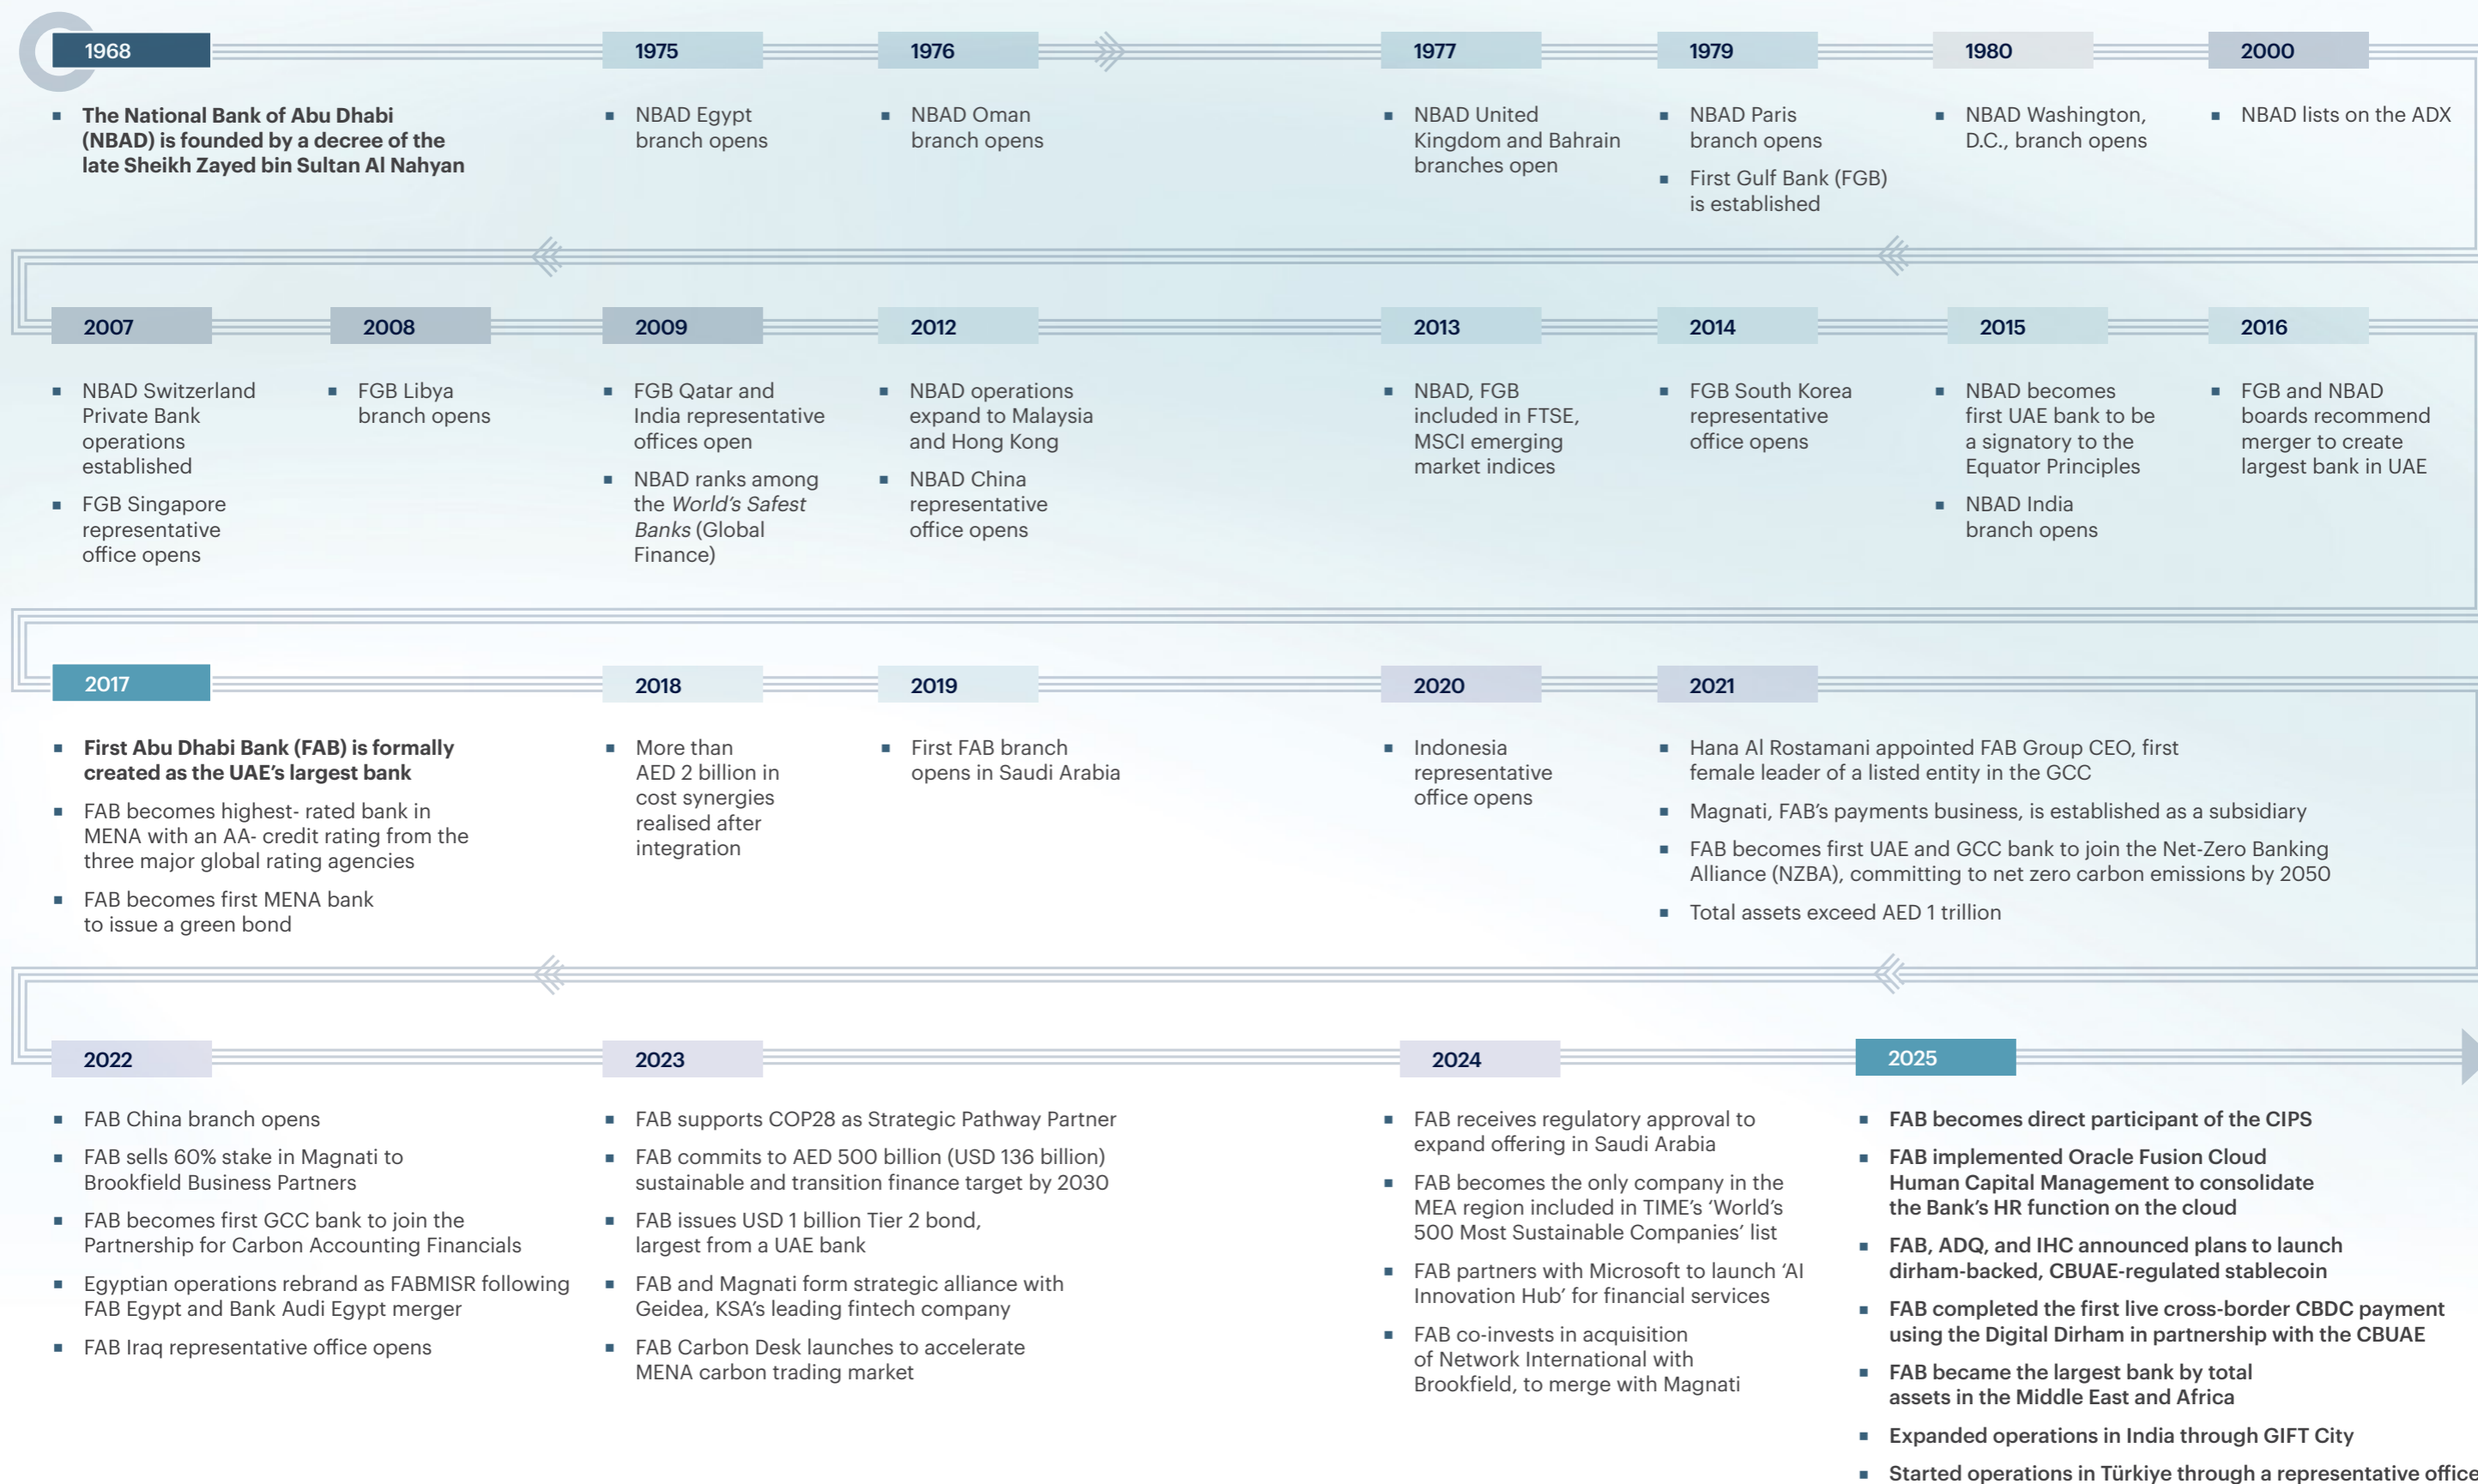 1968
The National Bank of Abu Dhabi
(NBAD) is founded by a decree of the
late Sheikh Zayed bin Sultan Al Nahyan
1975
NBAD Egypt
branch opens
1976
NBAD Oman
branch opens
1977
NBAD United
Kingdom and Bahrain
branches open
1979
NBAD Paris
branch opens
First Gulf Bank (FGB)
is established
1980
NBAD Washington,
D.C., branch opens
2000
NBAD lists on the ADX
2007
NBAD Switzerland
Private Bank
operations
established
FGB Singapore
representative
office opens
2008
FGB Libya
branch opens
2009
FGB Qatar and
India representative
offices open
NBAD ranks among
the World's Safest
Banks (Global
Finance)
2012
NBAD operations
expand to Malaysia
and Hong Kong
NBAD China
representative
office opens
2013
NBAD, FGB
included in FTSE,
MSCI emerging
market indices
2014
FGB South Korea
representative
office opens
2015
NBAD becomes
first UAE bank to be
a signatory to the
Equator Principles
NBAD India
branch opens
2016
FGB and NBAD
boards recommend
merger to create
largest bank in UAE
2017
First Abu Dhabi Bank (FAB) is formally
created as the UAE's largest bank
FAB becomes highest- rated bank in
MENA with an AA- credit rating from the
three major global rating agencies
FAB becomes first MENA bank
to issue a green bond
2018
More than
AED 2 billion in
cost synergies
realised after
integration
2019
First FAB branch
opens in Saudi Arabia
2020
Indonesia
representative
office opens
2021
Hana Al Rostamani appointed FAB Group CEO, first
female leader of a listed entity in the GCC
Magnati, FAB's payments business, is established as a subsidiary
FAB becomes first UAE and GCC bank to join the Net-Zero Banking
Alliance (NZBA), committing to net zero carbon emissions by 2050
Total assets exceed AED 1 trillion
2022
FAB China branch opens
FAB sells 60% stake in Magnati to
Brookfield Business Partners
FAB becomes first GCC bank to join the
Partnership for Carbon Accounting Financials
Egyptian operations rebrand as FABMISR following
FAB Egypt and Bank Audi Egypt merger
FAB Iraq representative office opens
2023
FAB supports COP28 as Strategic Pathway Partner
FAB commits to AED 500 billion (USD 136 billion)
sustainable and transition finance target by 2030
FAB issues USD 1 billion Tier 2 bond,
largest from a UAE bank
FAB and Magnati form strategic alliance with
Geidea, KSA's leading fintech company
FAB Carbon Desk launches to accelerate
MENA carbon trading market
2024
FAB receives regulatory approval to
expand offering in Saudi Arabia
FAB becomes the only company in the
MEA region included in TIME's 'World's
500 Most Sustainable Companies' list
FAB partners with Microsoft to launch 'AI
Innovation Hub' for financial services
FAB co-invests in acquisition
of Network International with
Brookfield, to merge with Magnati
2025
FAB becomes direct participant of the CIPS
FAB implemented Oracle Fusion Cloud
Human Capital Management to consolidate
the Bank's HR function on the cloud
FAB, ADQ, and IHC announced plans to launch
dirham-backed, CBUAE-regulated stablecoin
FAB completed the first live cross-border CBDC payment
using the Digital Dirham in partnership with the CBUAE
FAB became the largest bank by total
assets in the Middle East and Africa
Expanded operations in India through GIFT City
Started operations in Türkiye through a representative office